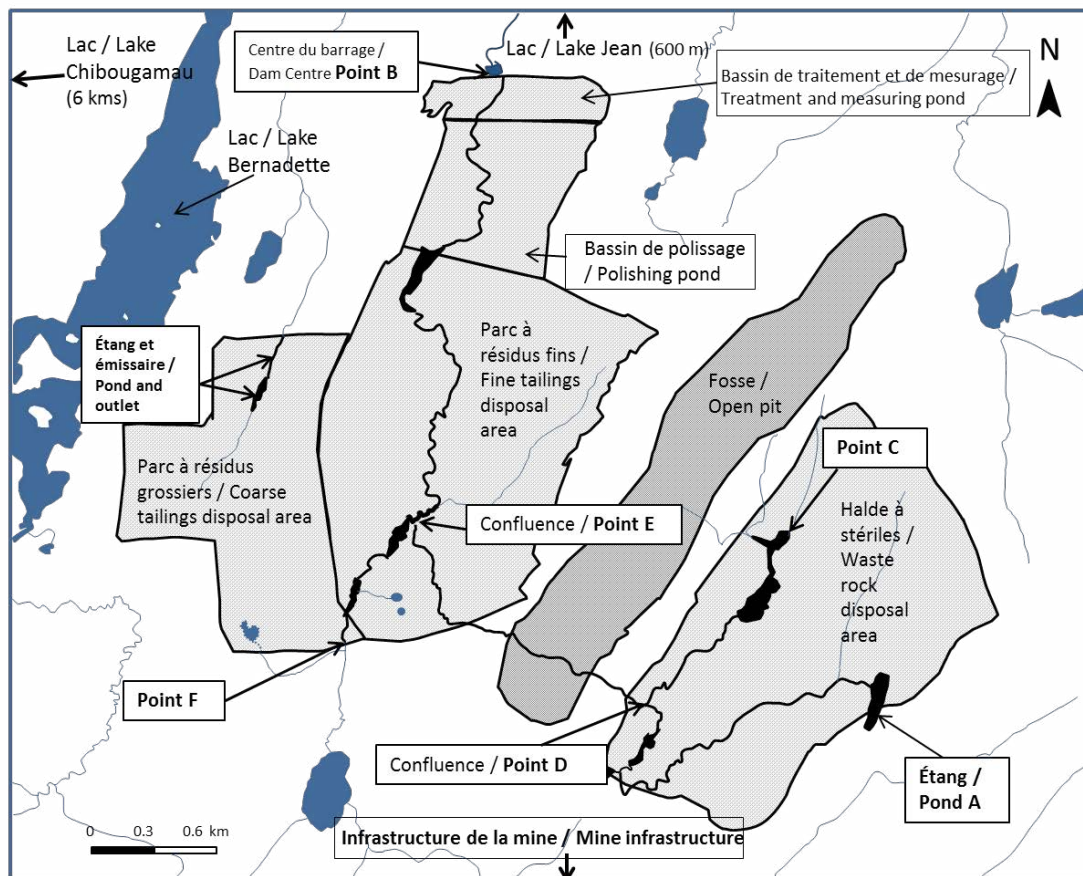 Lac / Lake
Chibougamau
(6 kms)
Centre du barrage /
Dam Centre Point B
Lac / Lake Jean (600 m)
N
Bassin de traitement et de mesurage /
Treatment and measuring pond
Lac / Lake
Bernadette
Bassin de polissage
/ Polishing pond
Étang et
émissaire /
Pond and
outlet
Parc à
résidus fins /
Fine tailings
disposal
area
Fosse /
Open pit
Point C
Parc à résidus
grossiers / Coarse
tailings disposal area
Confluence / Point E
Halde à
stériles /
Waste
rock
disposal
area
Point F
Confluence / Point D
Étang /
Pond A
0 0.3 0.6 km
Infrastructure de la mine / Mine infrastructure